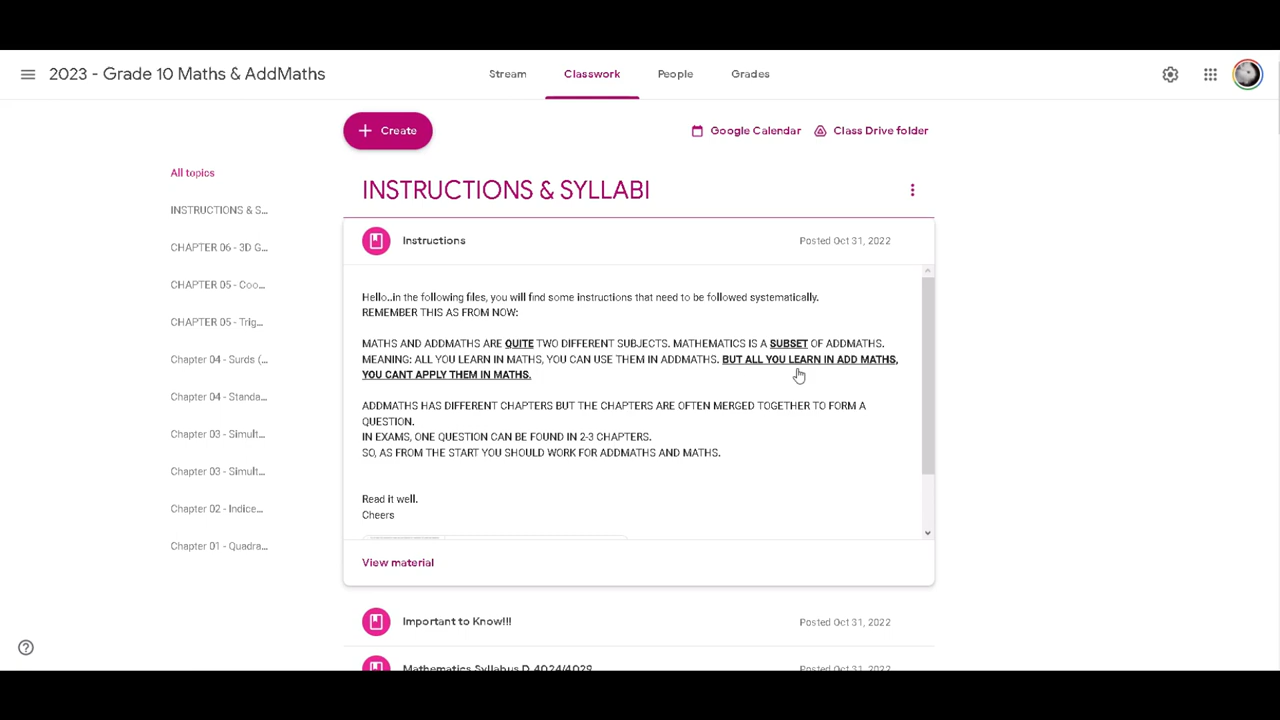 2023 - Grade 10 Maths & AddMaths
Stream
Classwork
People
Grades
Create
Google Calendar
Class Drive folder
All topics
INSTRUCTIONS & S...
CHAPTER 06 - 3D G...
CHAPTER 05 - Coo...
CHAPTER 05 - Trig...
Chapter 04 - Surds (...
Chapter 04 - Standa...
Chapter 03 - Simult...
Chapter 03 - Simult...
Chapter 02 - Indice...
Chapter 01 - Quadra...
INSTRUCTIONS & SYLLABI
Instructions
Posted Oct 31, 2022
Hello..in the following files, you will find some instructions that need to be followed systematically.
REMEMBER THIS AS FROM NOW:
MATHS AND ADDMATHS ARE QUITE TWO DIFFERENT SUBJECTS. MATHEMATICS IS A SUBSET OF ADDMATHS.
MEANING: ALL YOU LEARN IN MATHS, YOU CAN USE THEM IN ADDMATHS. BUT ALL YOU LEARN IN ADD MATHS,
YOU CANT APPLY THEM IN MATHS.
ADDMATHS HAS DIFFERENT CHAPTERS BUT THE CHAPTERS ARE OFTEN MERGED TOGETHER TO FORM A
QUESTION.
IN EXAMS, ONE QUESTION CAN BE FOUND IN 2-3 CHAPTERS.
SO, AS FROM THE START YOU SHOULD WORK FOR ADDMATHS AND MATHS.
Read it well.
Cheers
View material
Important to Know!!!
Posted Oct 31, 2022
Mathematics Syllabus D 4024/4029
Posted Oct 31, 2022